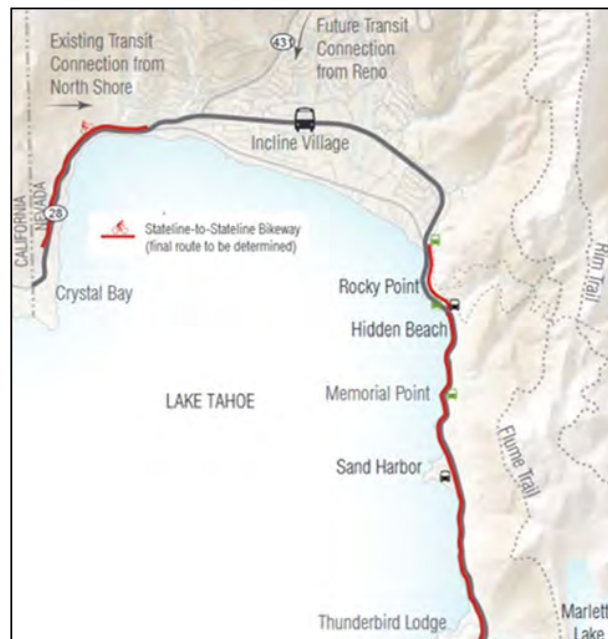 Existing Transit
Connection from
North Shore
431
Future Transit
Connection
from Reno
Incline Village
CALIFORNIA
NEVADA
28
Stateline-to-Stateline Bikeway
(final route to be determined)
Crystal Bay
Rocky Point
Hidden Beach
Rim Trail
LAKE TAHOE
Memorial Point
Flume Trail
Sand Harbor
Thunderbird Lodge
Marlett
Lake